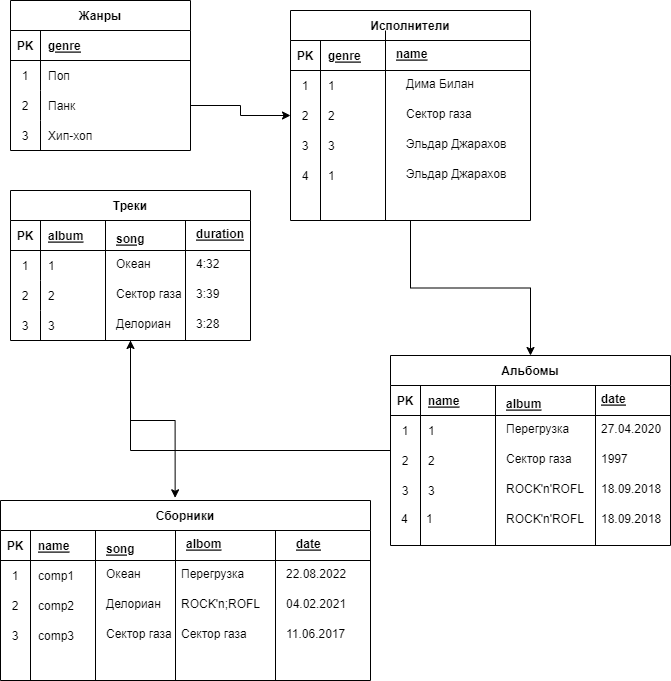 Жанры
PK genre
1 Поп
2 Панк
3 Хип-хоп
Исполнители
PK genre name
1 1 Дима Билан
2 2 Сектор газа
3 3 Эльдар Джарахов
4 1 Эльдар Джарахов
Треки
PK album song duration
1 1 Океан 4:32
2 2 Сектор газа 3:39
3 3 Делориан 3:28
Альбомы
PK name album date
1 1 Перегрузка 27.04.2020
2 2 Сектор газа 1997
3 3 ROCK'n'ROFL 18.09.2018
4 1 ROCK'n'ROFL 18.09.2018
Сборники
PK name song albom date
1 comp1 Океан Перегрузка 22.08.2022
2 comp2 Делориан ROCK'n;ROFL 04.02.2021
3 comp3 Сектор газа Сектор газа 11.06.2017